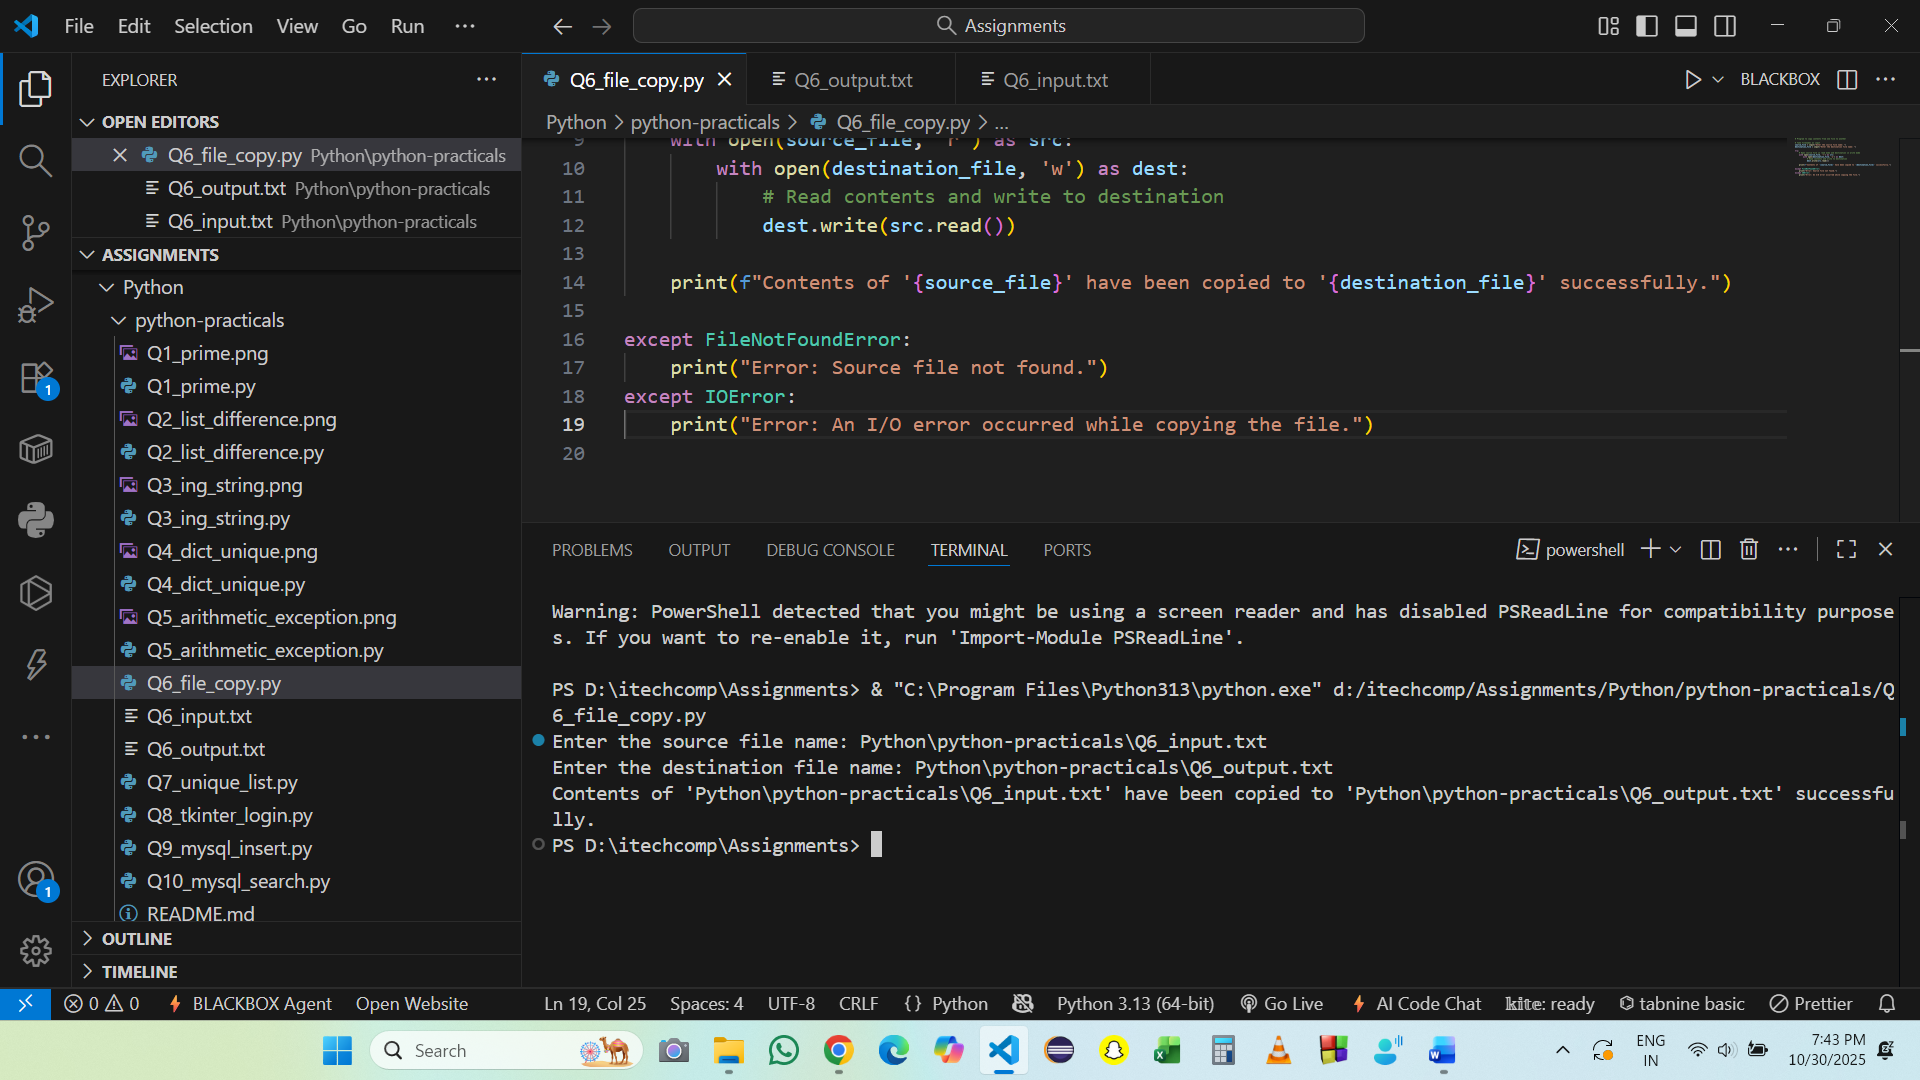 File Edit Selection View Go Run ···
Assignments
EXPLORER
OPEN EDITORS
Q6_file_copy.py Python\python-practicals
Q6_output.txt Python\python-practicals
Q6_input.txt Python\python-practicals
ASSIGNMENTS
Python
python-practicals
Q1_prime.png
Q1_prime.py
Q2_list_difference.png
Q2_list_difference.py
Q3_ing_string.png
Q3_ing_string.py
Q4_dict_unique.png
Q4_dict_unique.py
Q5_arithmetic_exception.png
Q5_arithmetic_exception.py
Q6_file_copy.py
Q6_input.txt
Q6_output.txt
Q7_unique_list.py
Q8_tkinter_login.py
Q9_mysql_insert.py
Q10_mysql_search.py
README.md
OUTLINE
TIMELINE
1
1
Q6_file_copy.py Q6_output.txt Q6_input.txt BLACKBOX
Python > python-practicals > Q6_file_copy.py > ...
9 with open(source_file, 'r') as src:
10 with open(destination_file, 'w') as dest:
11 # Read contents and write to destination
12 dest.write(src.read())
13
14 print(f"Contents of '{source_file}' have been copied to '{destination_file}' successfully.")
15
16 except FileNotFoundError:
17 print("Error: Source file not found.")
18 except IOError:
19 print("Error: An I/O error occurred while copying the file.")
20
PROBLEMS OUTPUT DEBUG CONSOLE TERMINAL PORTS powershell
Warning: PowerShell detected that you might be using a screen reader and has disabled PSReadLine for compatibility purpose
s. If you want to re-enable it, run 'Import-Module PSReadLine'.
PS D:\itechcomp\Assignments> & "C:\Program Files\Python313\python.exe" d:/itechcomp/Assignments/Python/python-practicals/Q
6_file_copy.py
Enter the source file name: Python\python-practicals\Q6_input.txt
Enter the destination file name: Python\python-practicals\Q6_output.txt
Contents of 'Python\python-practicals\Q6_input.txt' have been copied to 'Python\python-practicals\Q6_output.txt' successfu
lly.
PS D:\itechcomp\Assignments>
0 0 BLACKBOX Agent Open Website Ln 19, Col 25 Spaces: 4 UTF-8 CRLF {} Python Python 3.13 (64-bit) Go Live AI Code Chat kite: ready tabnine basic Prettier
Search
ENG
IN
7:43 PM
10/30/2025